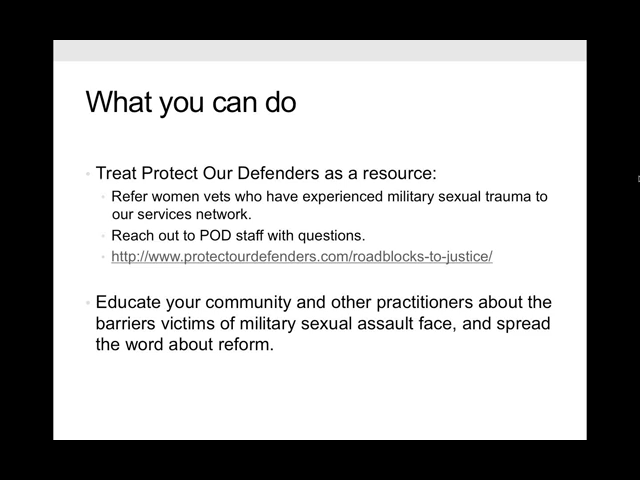 What you can do
Treat Protect Our Defenders as a resource:
Refer women vets who have experienced military sexual trauma to
our services network.
Reach out to POD staff with questions.
http://www.protectourdefenders.com/roadblocks-to-justice/
Educate your community and other practitioners about the
barriers victims of military sexual assault face, and spread
the word about reform.